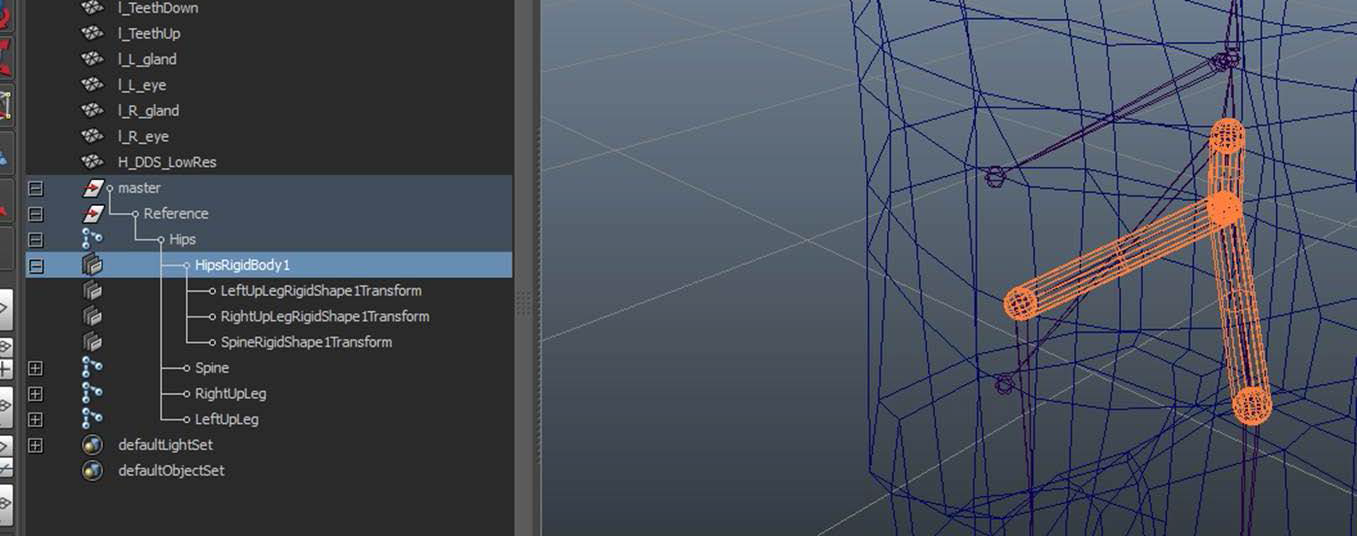 l_TeethDown
l_TeethUp
l_L_gland
l_L_eye
l_R_gland
l_R_eye
H_DDS_LowRes
master
Reference
Hips
HipsRigidBody1
LeftUpLegRigidShape1Transform
RightUpLegRigidShape1Transform
SpineRigidShape1Transform
Spine
RightUpLeg
LeftUpLeg
defaultLightSet
defaultObjectSet